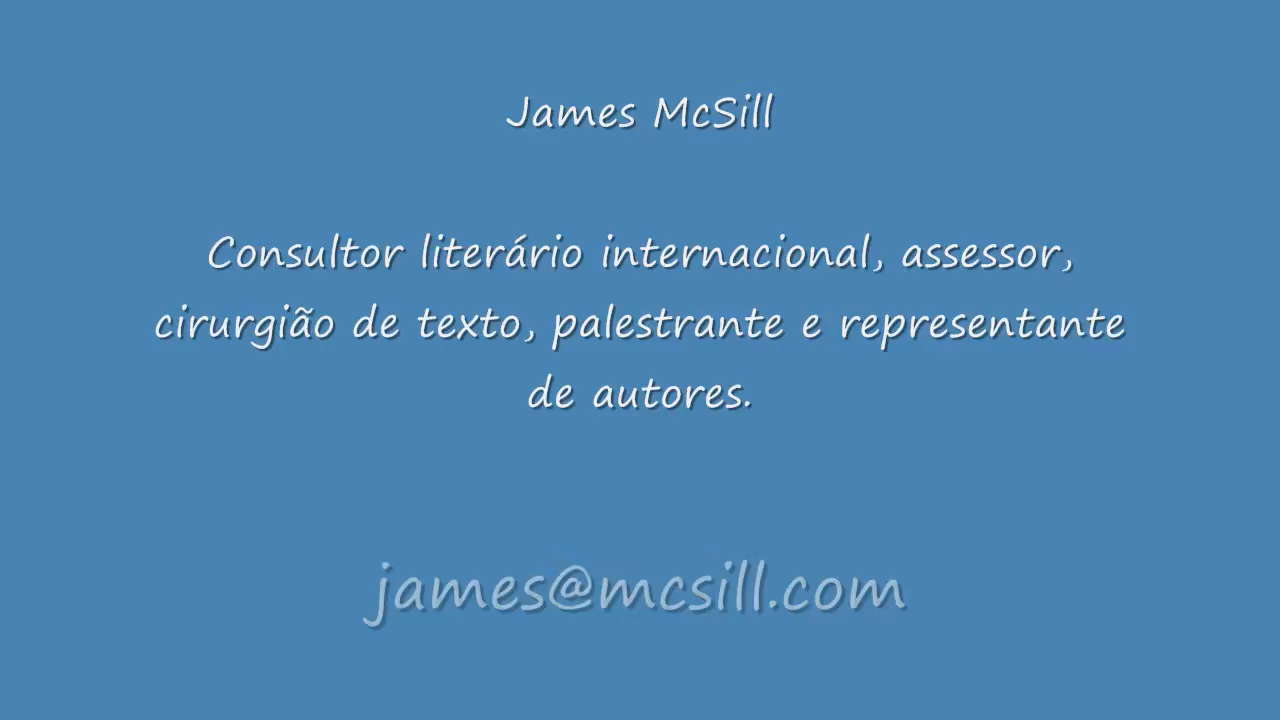 James McSill
Consultor literário internacional, assessor,
cirurgião de texto, palestrante e representante
de autores.
james@mcsill.com